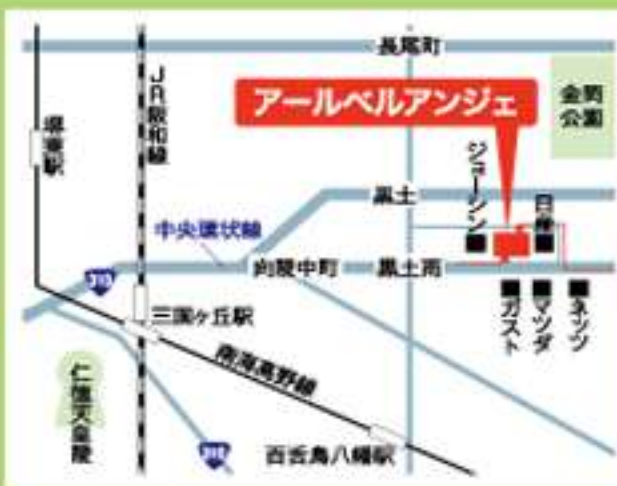 長尾町
JR阪和線
堺東駅
アールベルアンジェ
金岡
公園
ジョーシン
日産
黒土
中央環状線
向陵中町
黒土南
310
三国ヶ丘駅
ガスト
マツダ
ネッツ
南海高野線
仁徳天皇陵
310
百舌鳥八幡駅